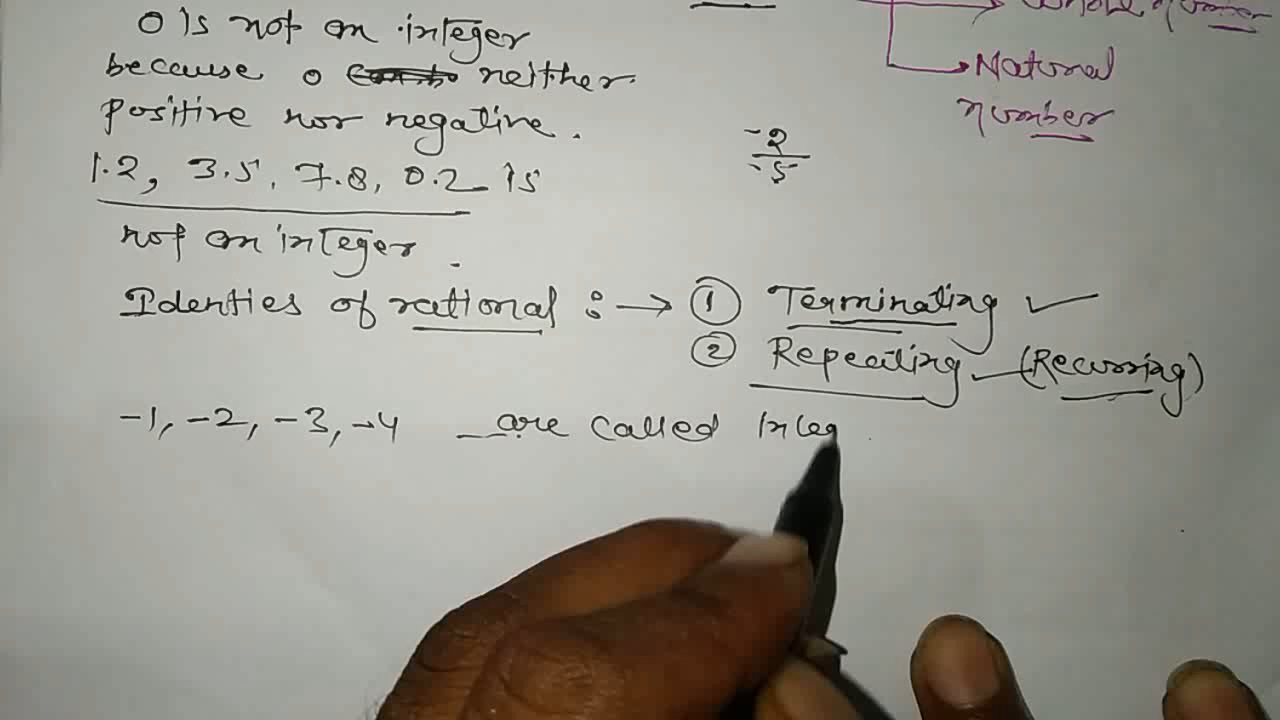 0 is not an integer
because 0 neither
positive nor negative.
1.2, 3.5, 7.8, 0.2 is
not an integer.
Identies of rational : → ① Terminating ✓
② Repeating (Recurring)
-1, -2, -3, -4 are called Integ
whole number
Natural
number
-2
-5